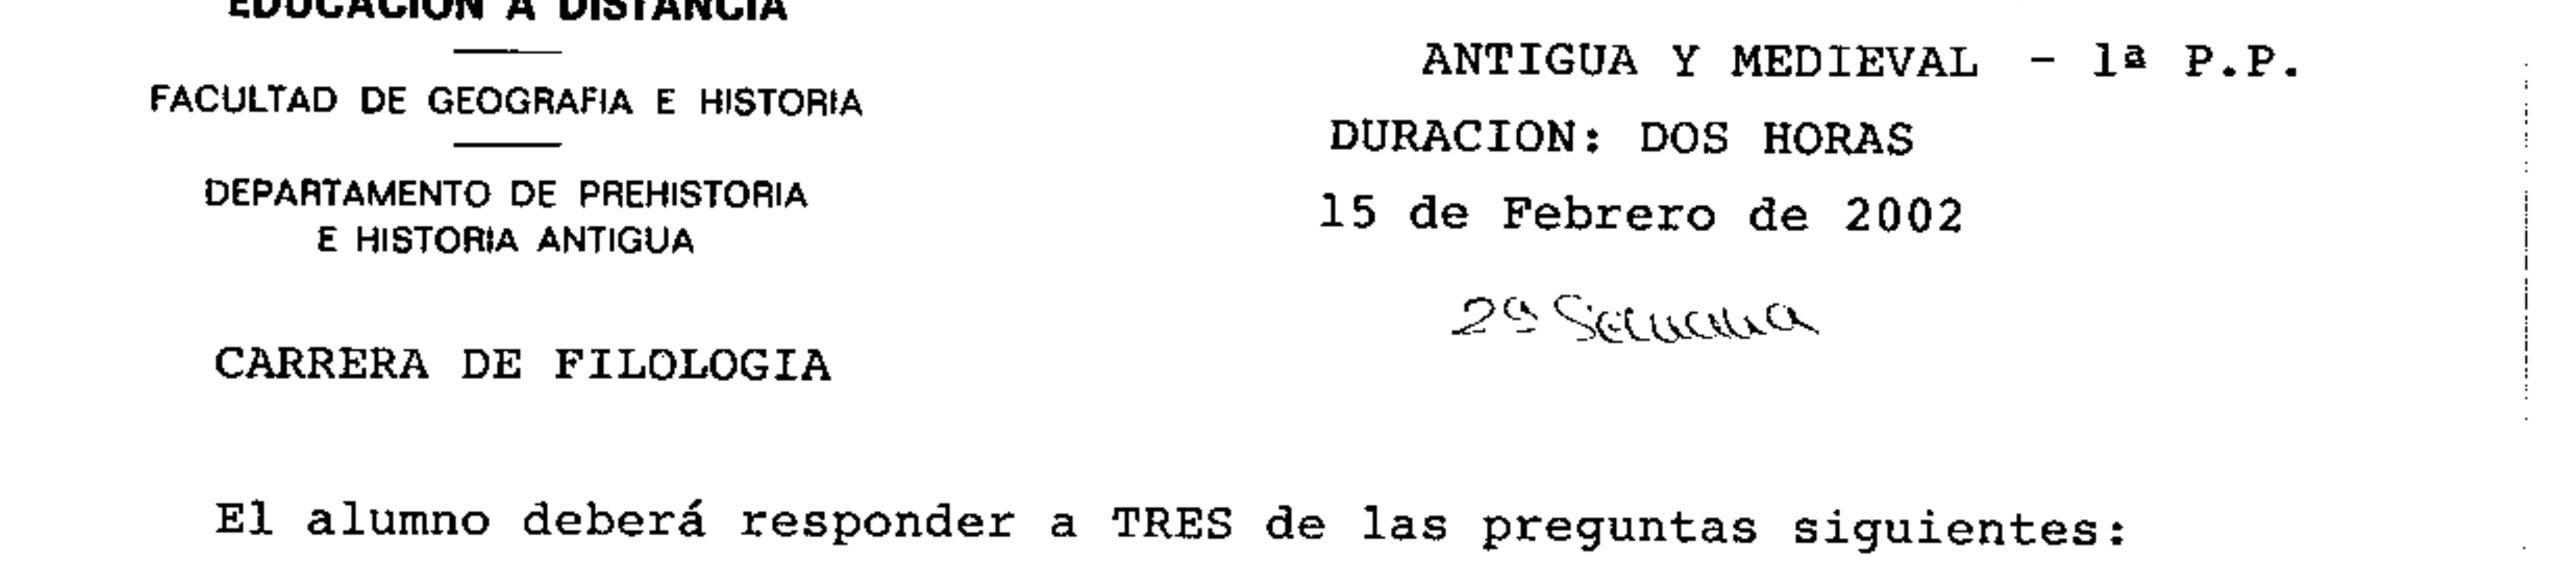 EDUCACION A DISTANCIA
FACULTAD DE GEOGRAFIA E HISTORIA
DEPARTAMENTO DE PREHISTORIA
E HISTORIA ANTIGUA
ANTIGUA Y MEDIEVAL - 1ª P.P.
DURACION: DOS HORAS
15 de Febrero de 2002
2ª Semana
CARRERA DE FILOLOGIA
El alumno deberá responder a TRES de las preguntas siguientes: